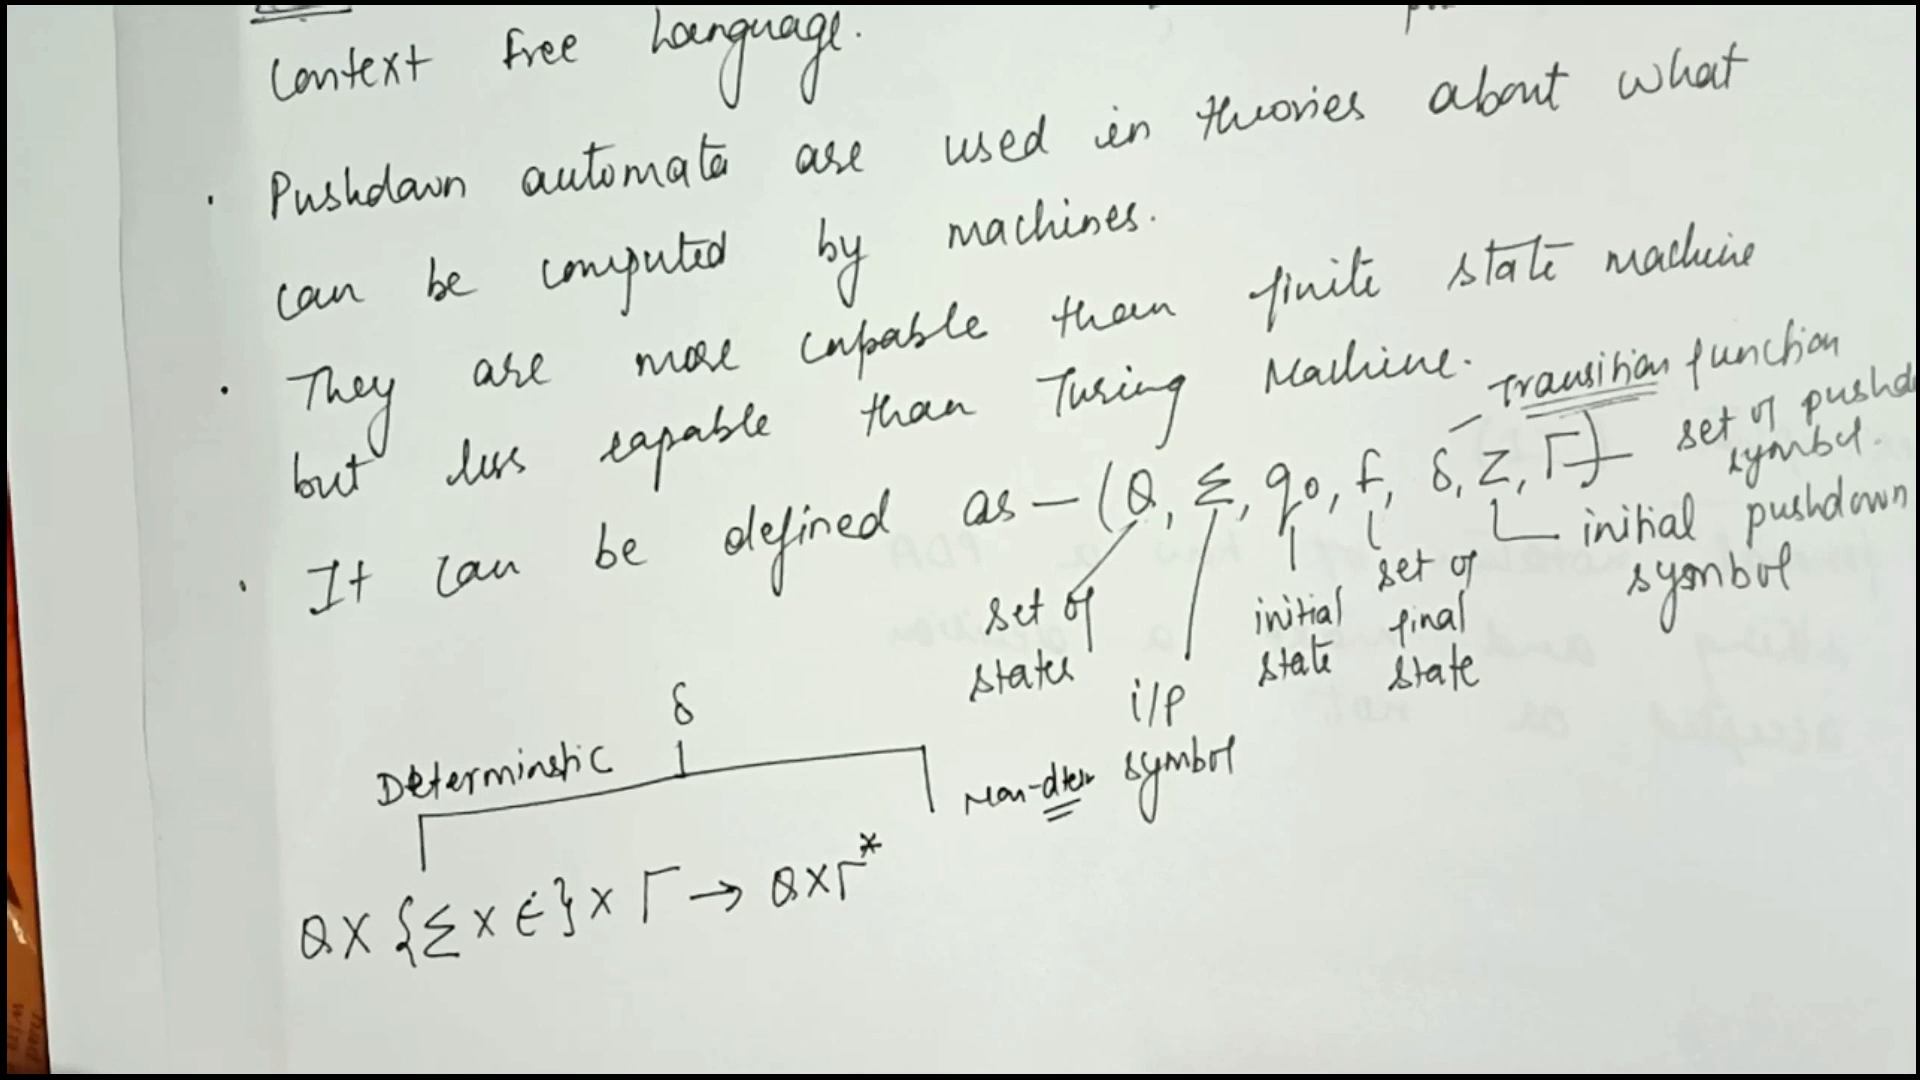 Context free Language.
. Pushdown automata are used in theories about what
can be computed by machines.
. They are more capable than finite state machine
but less capable than Turing Machine.
. It can be defined as — (Q, Σ, q0, f, δ, Z, Γ)
Transition function
set of pushd
symbol.
initial pushdown
symbol
set of
states
i/p
symbol
initial
state
set of
final
state
δ
Determinstic
Non-deter
Q X {Σ X ϵ} X Γ → Q X Γ*